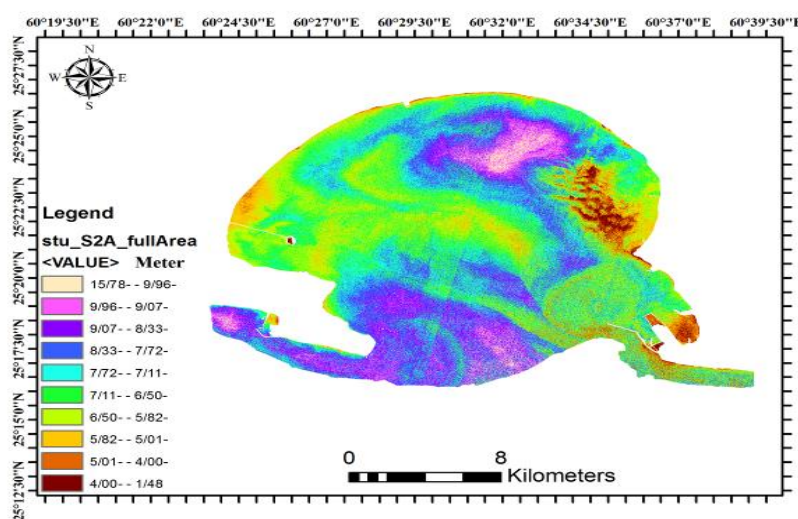 60°19'30"E 60°22'0"E 60°24'30"E 60°27'0"E 60°29'30"E 60°32'0"E 60°34'30"E 60°37'0"E 60°39'30"E
N
W E
S
25°27'30"N
25°25'0"N
25°22'30"N
25°20'0"N
25°17'30"N
25°15'0"N
25°12'30"N
Legend
stu_S2A_fullArea
<VALUE> Meter
15/78- - 9/96-
9/96- - 9/07-
9/07- - 8/33-
8/33- - 7/72-
7/72- - 7/11-
7/11- - 6/50-
6/50- - 5/82-
5/82- - 5/01-
5/01- - 4/00-
4/00- - 1/48
0 8
Kilometers